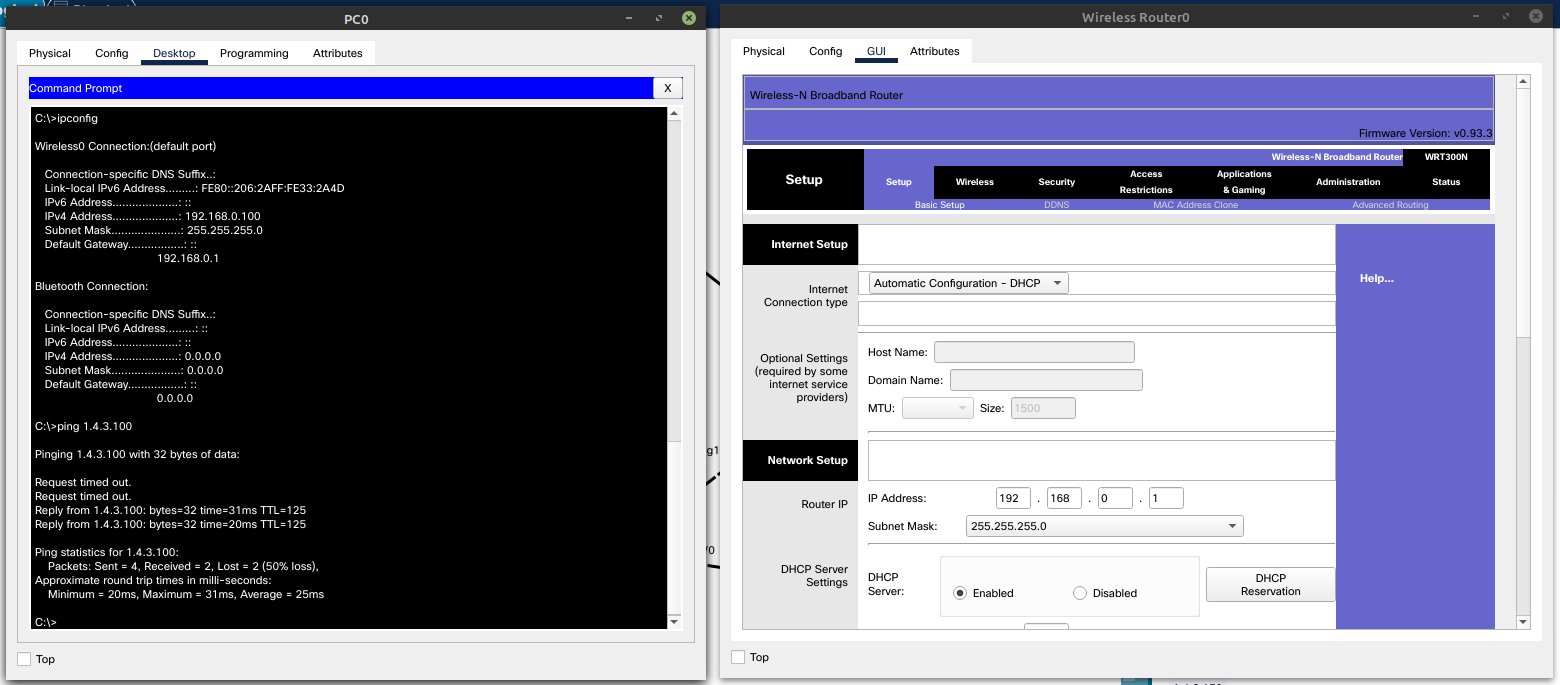 PC0
Physical Config Desktop Programming Attributes
Command Prompt X
C:\>ipconfig
Wireless0 Connection:(default port)
Connection-specific DNS Suffix..:
Link-local IPv6 Address.........: FE80::206:2AFF:FE33:2A4D
IPv6 Address....................: ::
IPv4 Address....................: 192.168.0.100
Subnet Mask.....................: 255.255.255.0
Default Gateway.................: ::
192.168.0.1
Bluetooth Connection:
Connection-specific DNS Suffix..:
Link-local IPv6 Address.........: ::
IPv6 Address....................: ::
IPv4 Address....................: 0.0.0.0
Subnet Mask.....................: 0.0.0.0
Default Gateway.................: ::
0.0.0.0
C:\>ping 1.4.3.100
Pinging 1.4.3.100 with 32 bytes of data:
Request timed out.
Request timed out.
Reply from 1.4.3.100: bytes=32 time=31ms TTL=125
Reply from 1.4.3.100: bytes=32 time=20ms TTL=125
Ping statistics for 1.4.3.100:
Packets: Sent = 4, Received = 2, Lost = 2 (50% loss),
Approximate round trip times in milli-seconds:
Minimum = 20ms, Maximum = 31ms, Average = 25ms
C:\>
Top
Wireless Router0
Physical Config GUI Attributes
Wireless-N Broadband Router
Firmware Version: v0.93.3
Wireless-N Broadband Router WRT300N
Setup
Setup Wireless Security Access Restrictions Applications & Gaming Administration Status
Basic Setup DDNS MAC Address Clone Advanced Routing
Internet Setup
Help...
Internet
Connection type
Automatic Configuration - DHCP
Optional Settings
(required by some
internet service
providers)
Host Name:
Domain Name:
MTU: Size: 1500
Network Setup
Router IP
IP Address: 192 . 168 . 0 . 1
Subnet Mask: 255.255.255.0
DHCP Server
Settings
DHCP
Server:
Enabled Disabled
DHCP
Reservation
Top